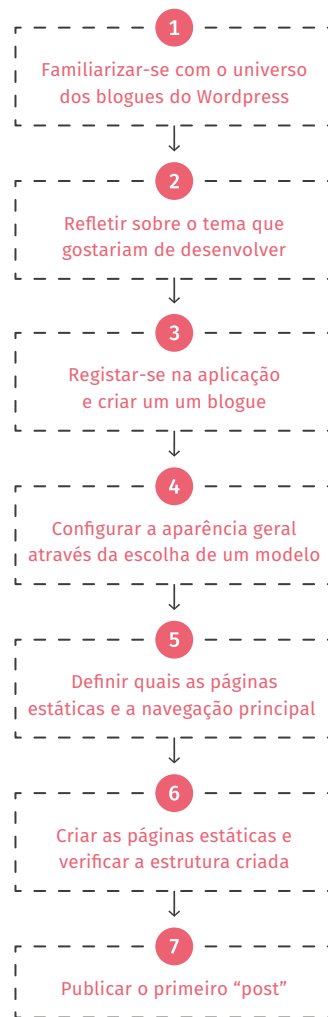 1
Familiarizar-se com o universo
dos blogues do Wordpress
2
Refletir sobre o tema que
gostariam de desenvolver
3
Registar-se na aplicação
e criar um um blogue
4
Configurar a aparência geral
através da escolha de um modelo
5
Definir quais as páginas
estáticas e a navegação principal
6
Criar as páginas estáticas e
verificar a estrutura criada
7
Publicar o primeiro “post”